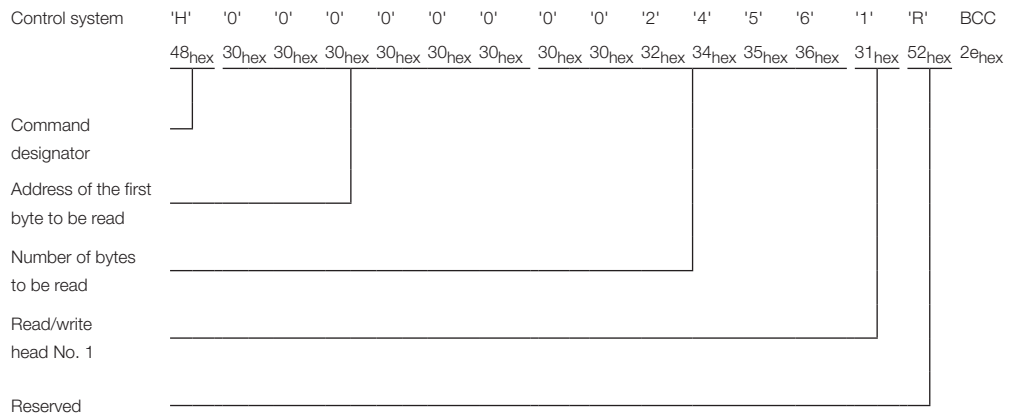 Control system 'H' '0' '0' '0' '0' '0' '0' '0' '0' '2' '4' '5' '6' '1' 'R' BCC
48hex 30hex 30hex 30hex 30hex 30hex 30hex 30hex 30hex 32hex 34hex 35hex 36hex 31hex 52hex 2ehex
Command
designator
Address of the first
byte to be read
Number of bytes
to be read
Read/write
head No. 1
Reserved